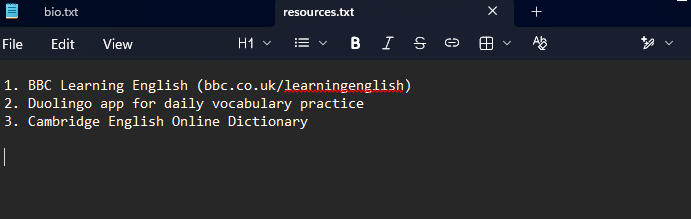 bio.txt resources.txt
File Edit View H1 B I S
1. BBC Learning English (bbc.co.uk/learningenglish)
2. Duolingo app for daily vocabulary practice
3. Cambridge English Online Dictionary